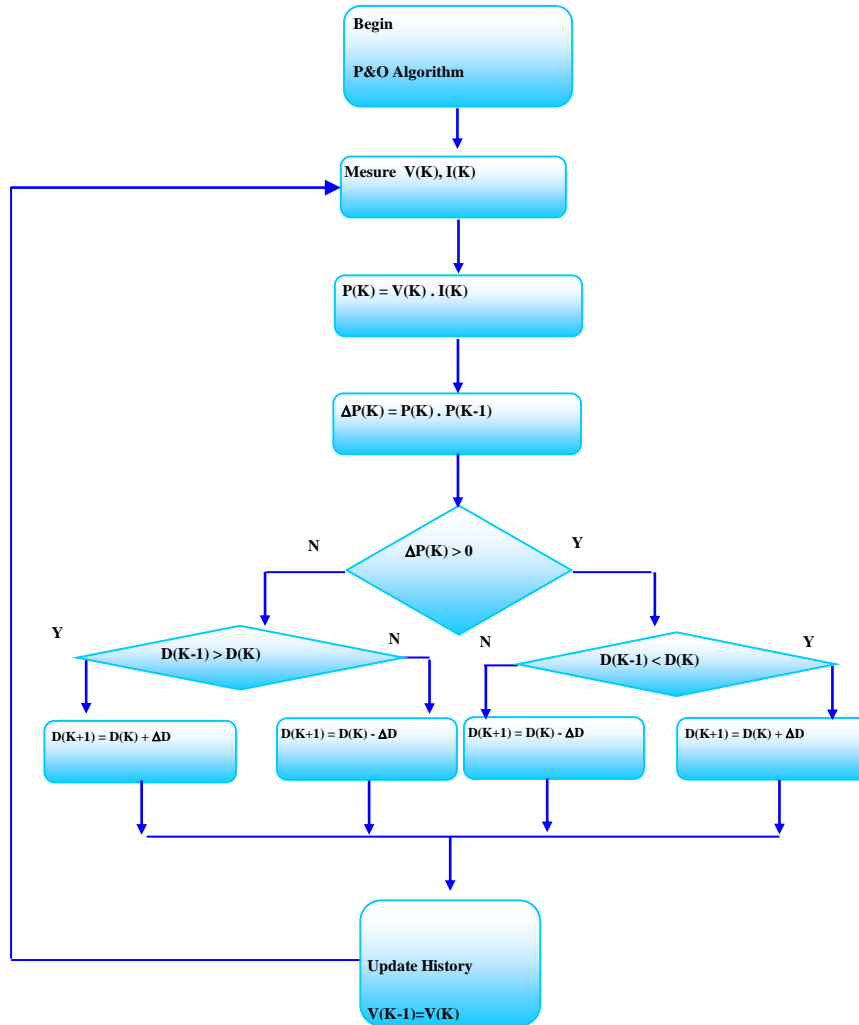 Begin
P&O Algorithm
Mesure V(K), I(K)
P(K) = V(K) . I(K)
ΔP(K) = P(K) . P(K-1)
N
ΔP(K) > 0
Y
Y
D(K-1) > D(K)
N
N
D(K-1) < D(K)
Y
D(K+1) = D(K) + ΔD
D(K+1) = D(K) - ΔD
D(K+1) = D(K) - ΔD
D(K+1) = D(K) + ΔD
Update History
V(K-1)=V(K)